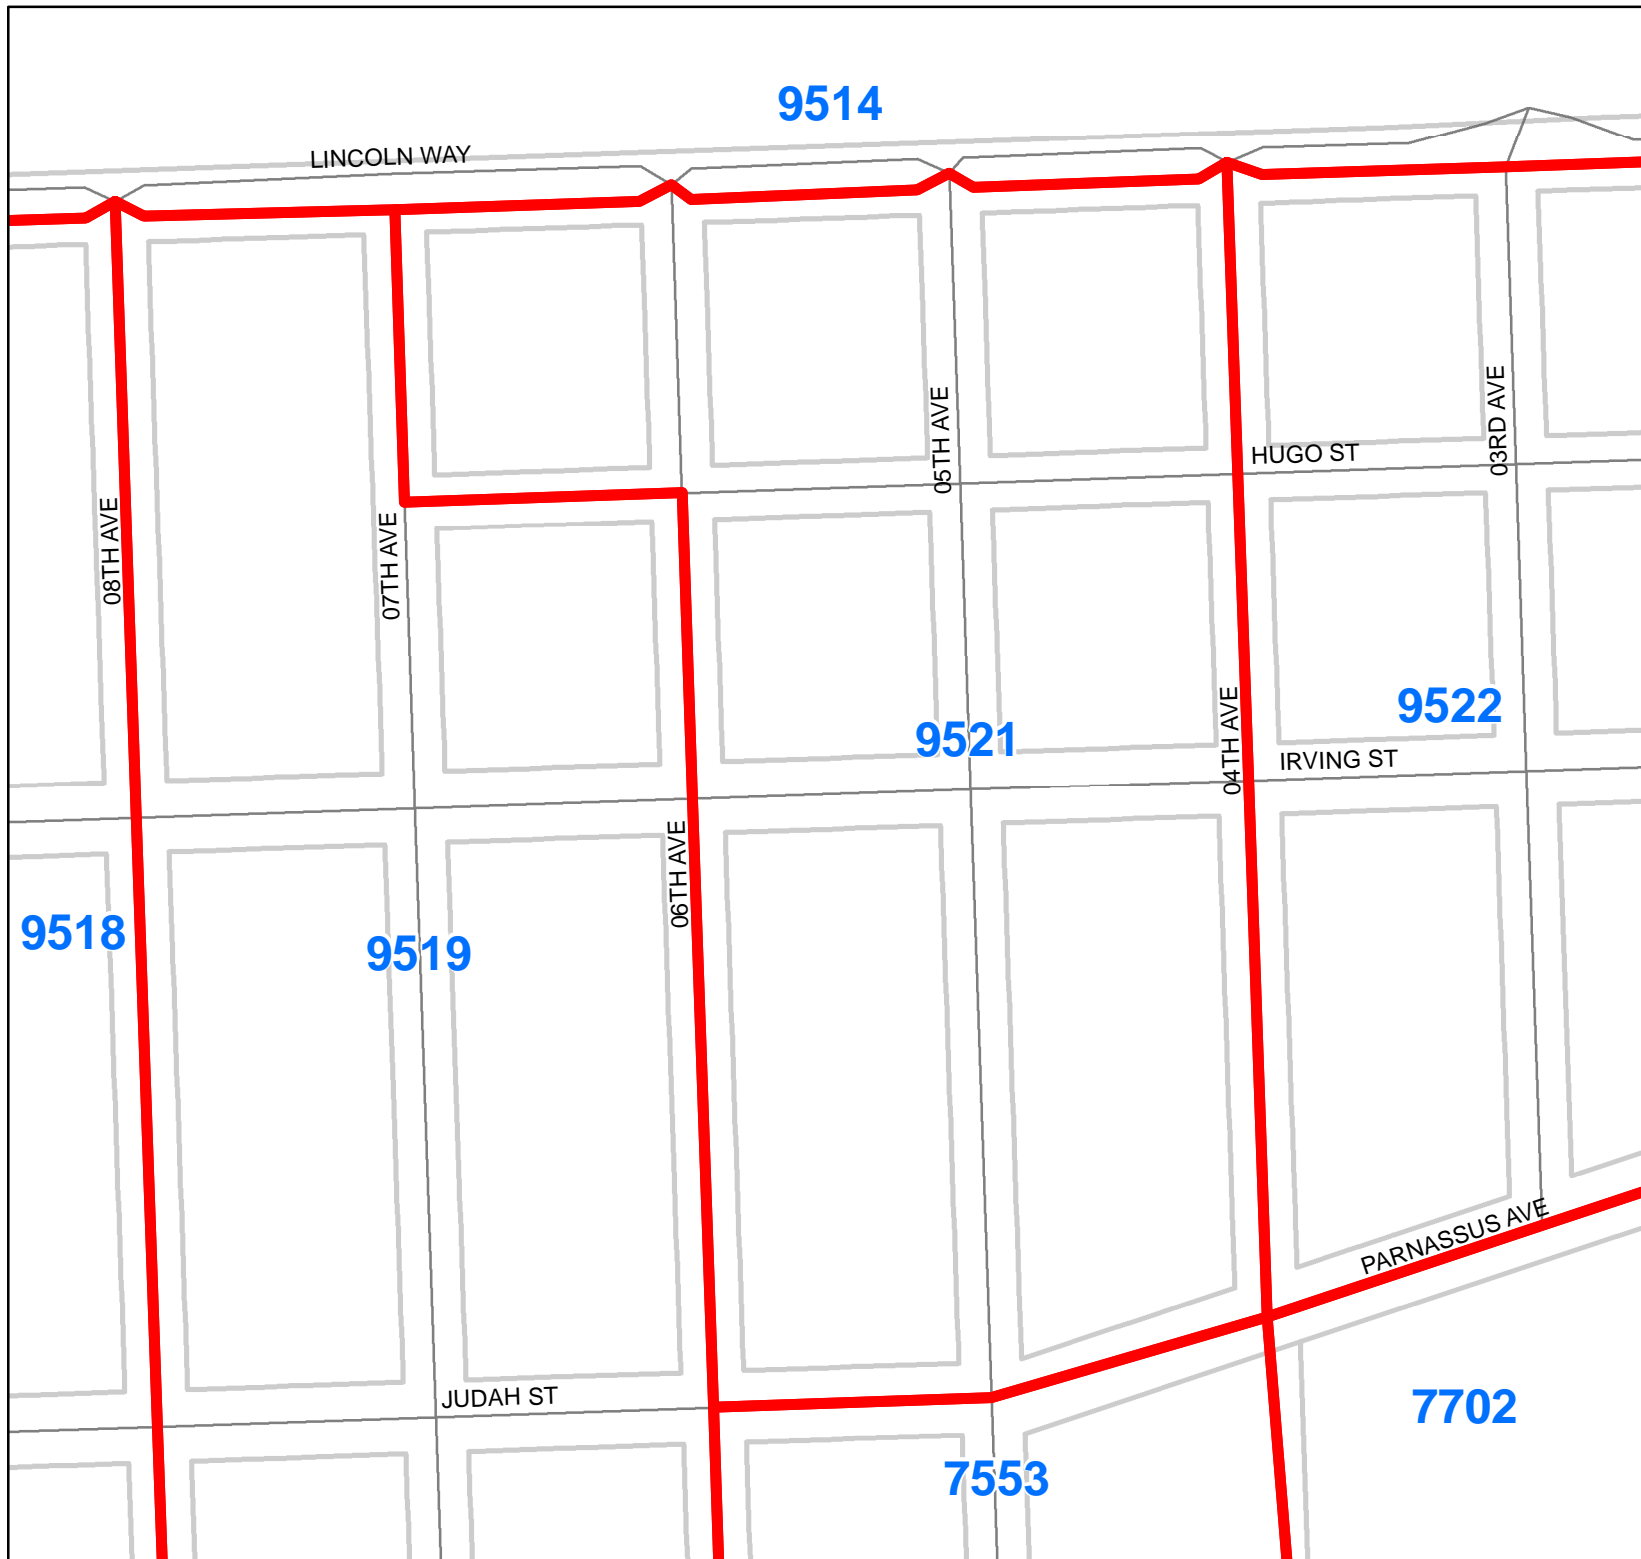 9514
LINCOLN WAY
05TH AVE
03RD AVE
HUGO ST
08TH AVE
07TH AVE
9522
04TH AVE
9521
IRVING ST
06TH AVE
9518
9519
PARNASSUS AVE
JUDAH ST
7702
7553